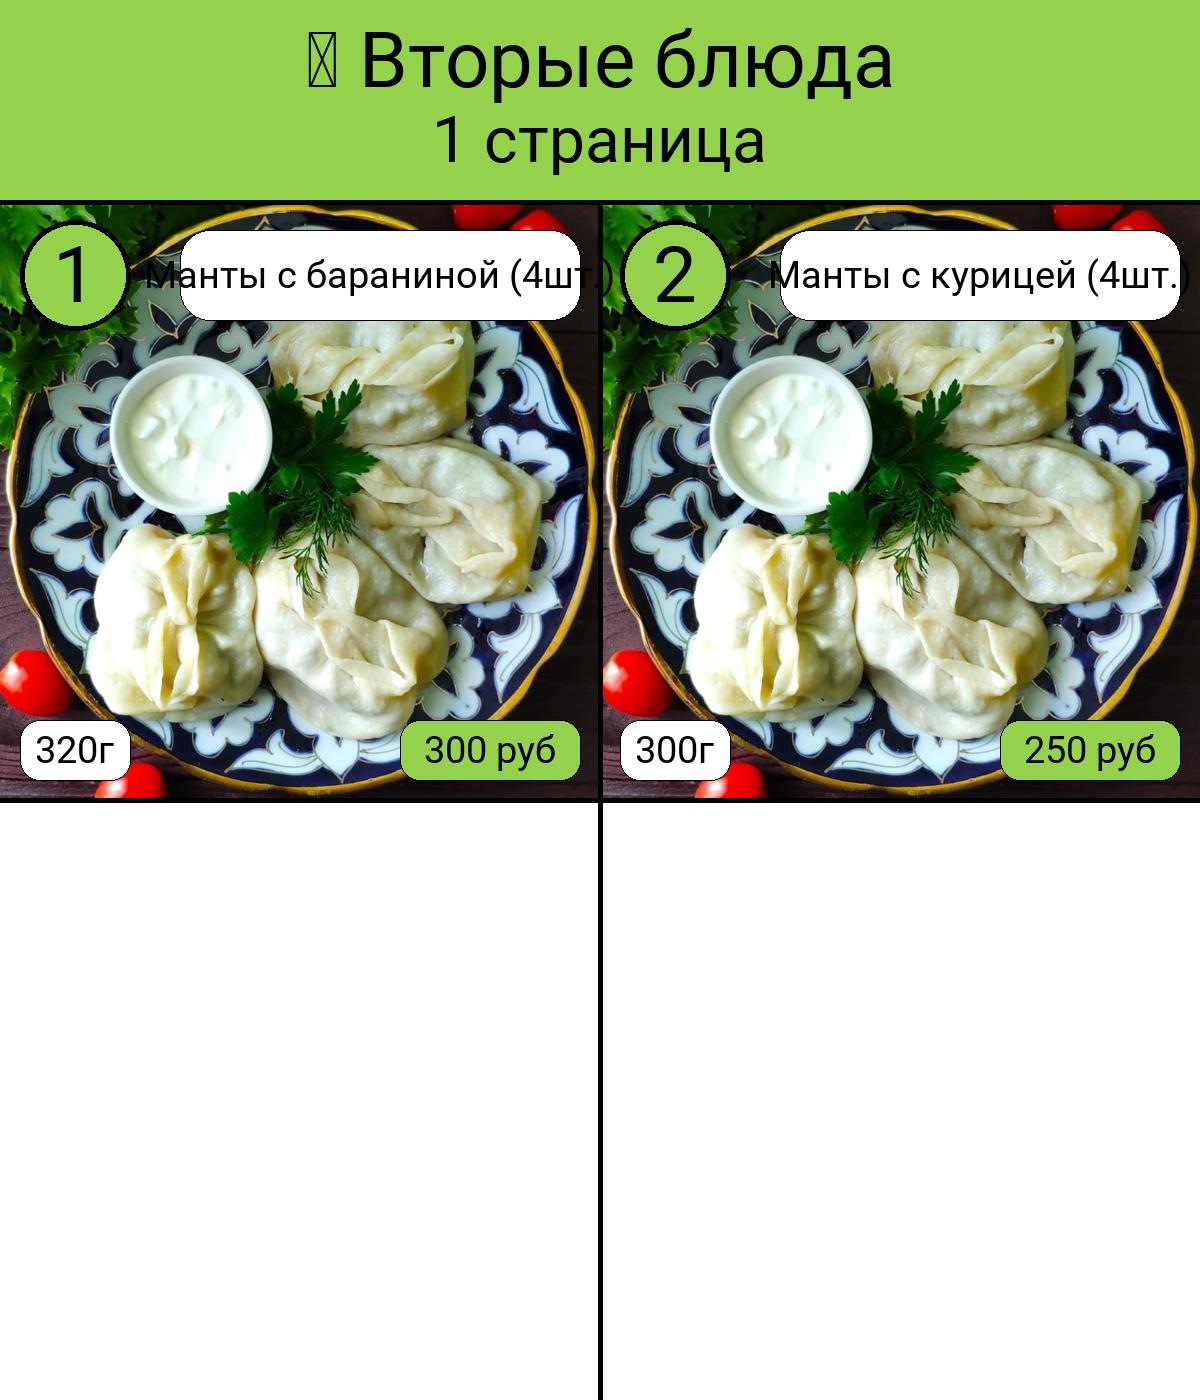 Вторые блюда
1 страница
1
Манты с бараниной (4шт.)
2
Манты с курицей (4шт.)
320г
300 руб
300г
250 руб